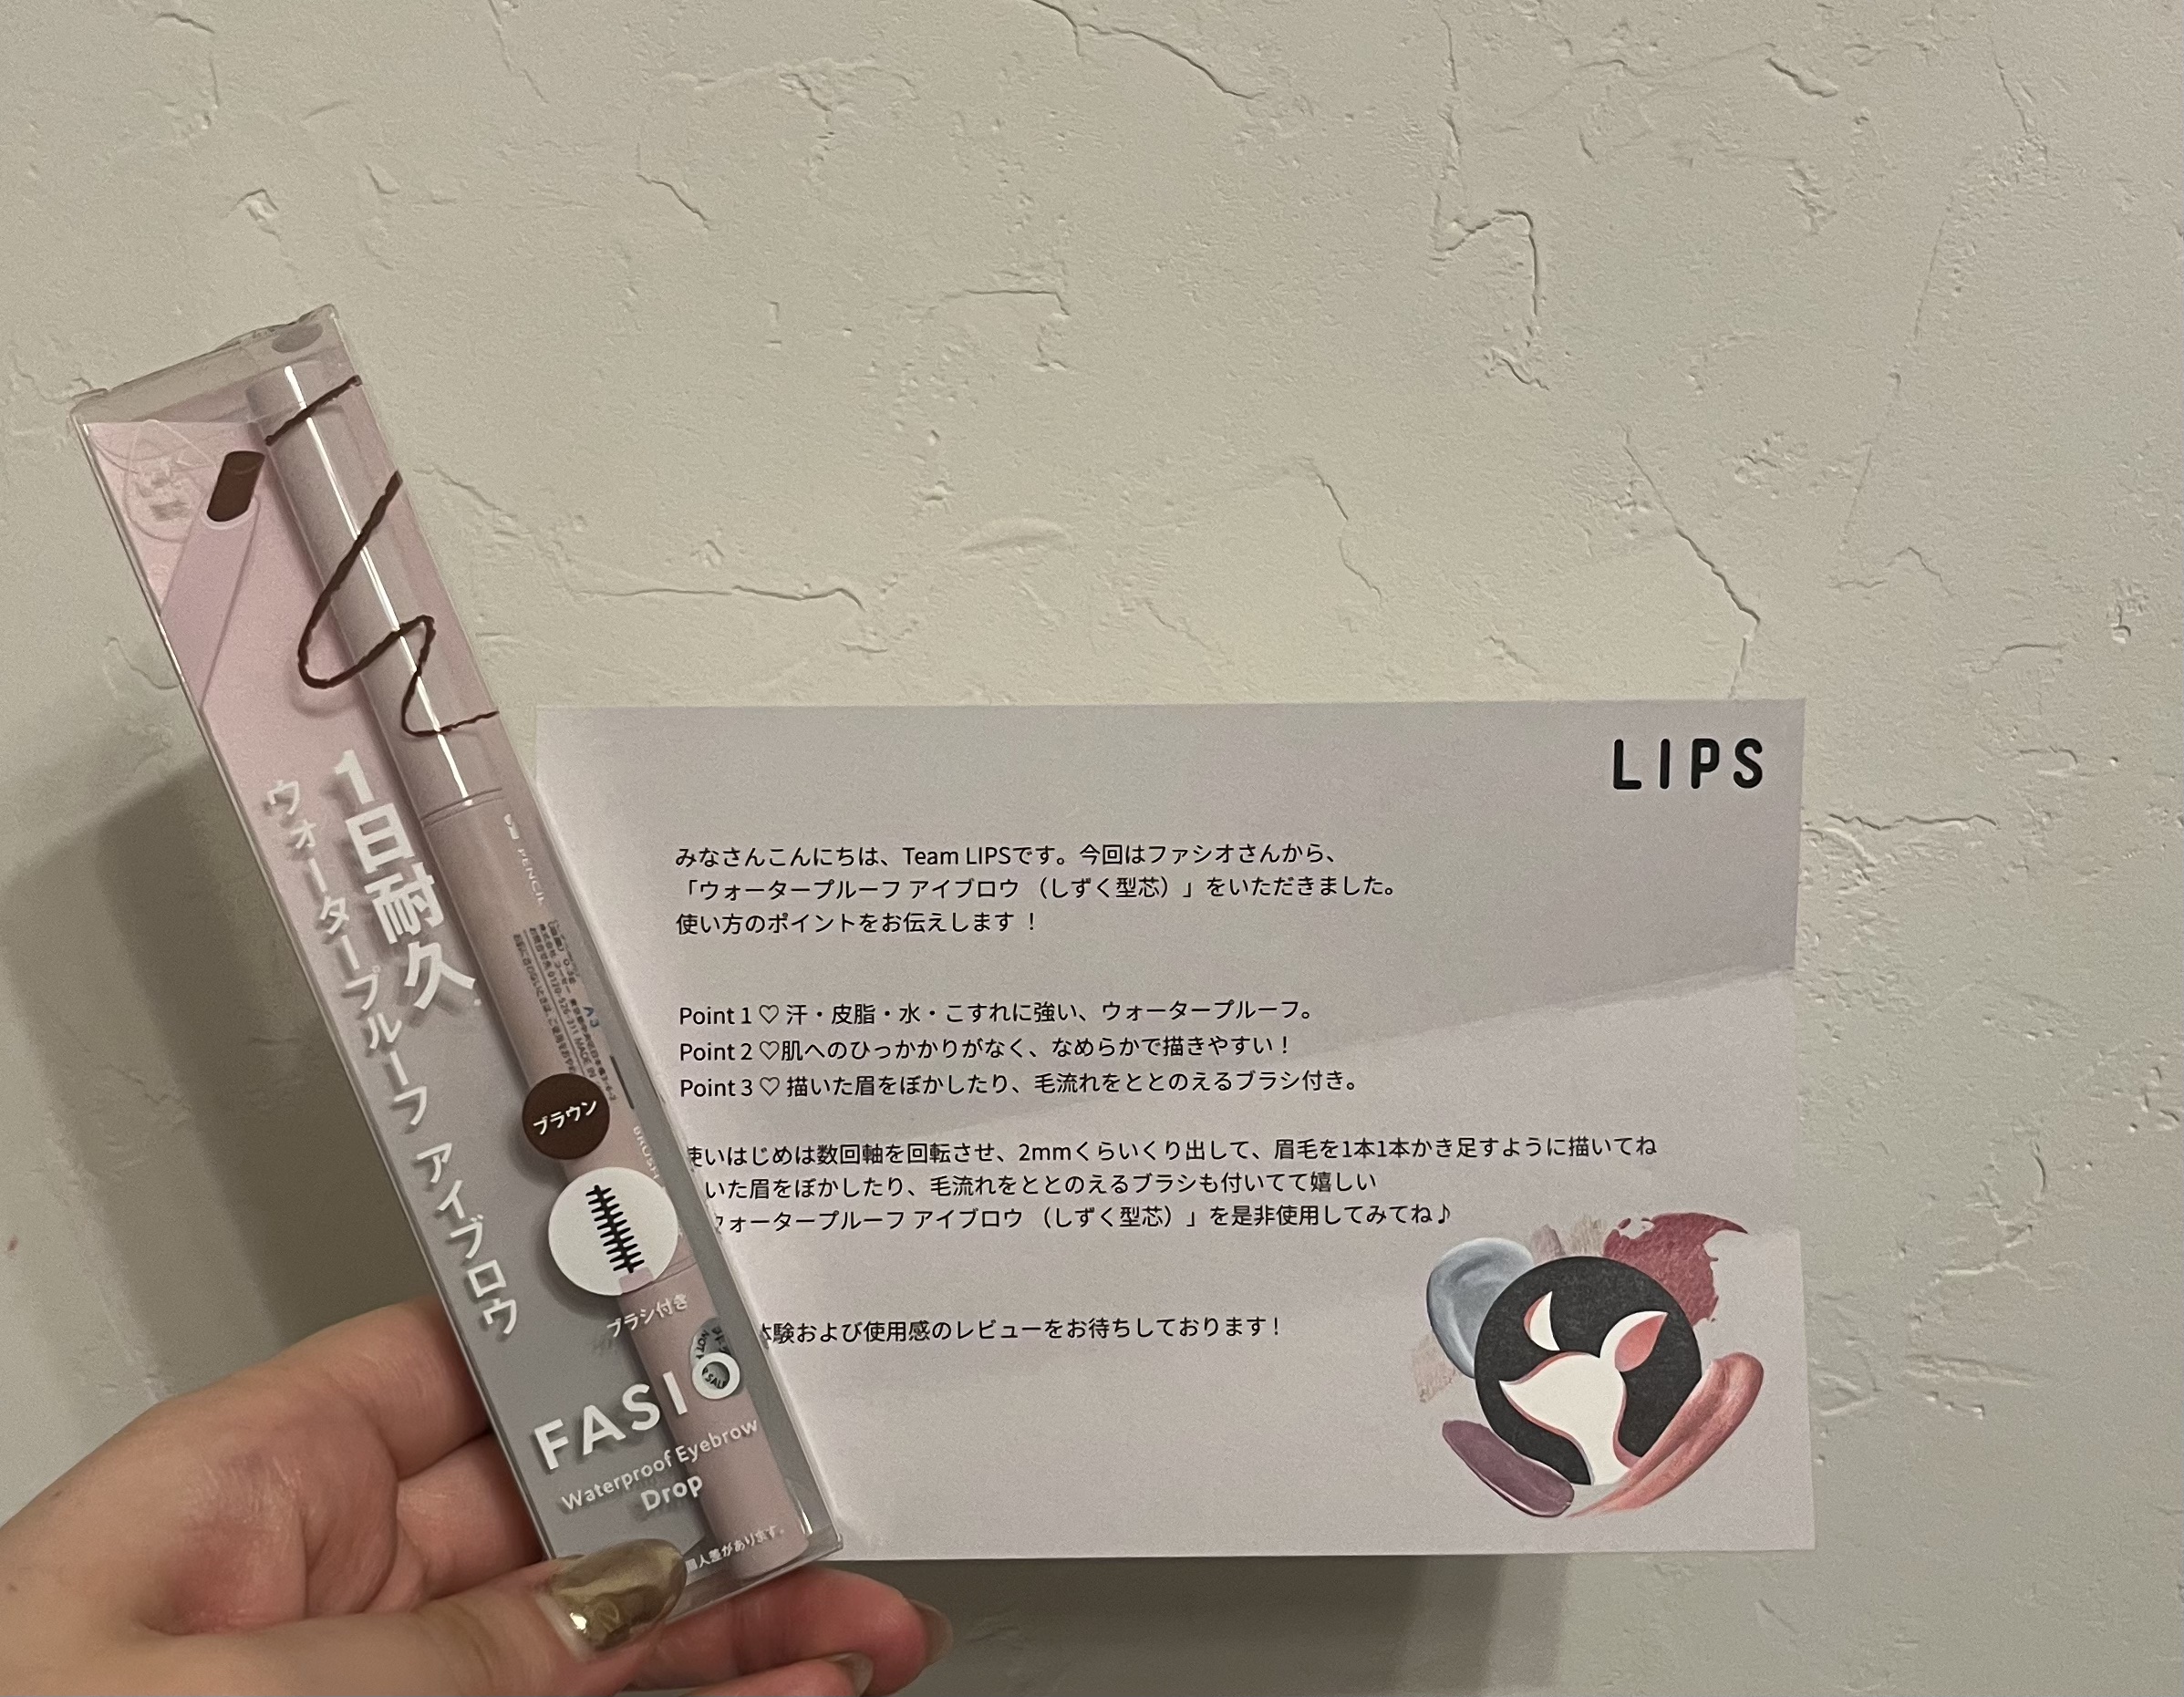 1日耐久
ウォータープルーフ アイブロウ
PENCIL
ブラウン
BRUSH
ブラシ付き
FASIO
Waterproof Eyebrow
Drop
個人差があります。
LIPS
みなさんこんにちは、Team LIPSです。今回はファシオさんから、
「ウォータープルーフ アイブロウ （しずく型芯）」をいただきました。
使い方のポイントをお伝えします ！
Point 1 ♡ 汗・皮脂・水・こすれに強い、ウォータープルーフ。
Point 2 ♡肌へのひっかかりがなく、なめらかで描きやすい！
Point 3 ♡ 描いた眉をぼかしたり、毛流れをととのえるブラシ付き。
使いはじめは数回軸を回転させ、2mmくらいくり出して、眉毛を1本1本かき足すように描いてね
いた眉をぼかしたり、毛流れをととのえるブラシも付いてて嬉しい
ウォータープルーフ アイブロウ （しずく型芯）」を是非使用してみてね♪
体験および使用感のレビューをお待ちしております！